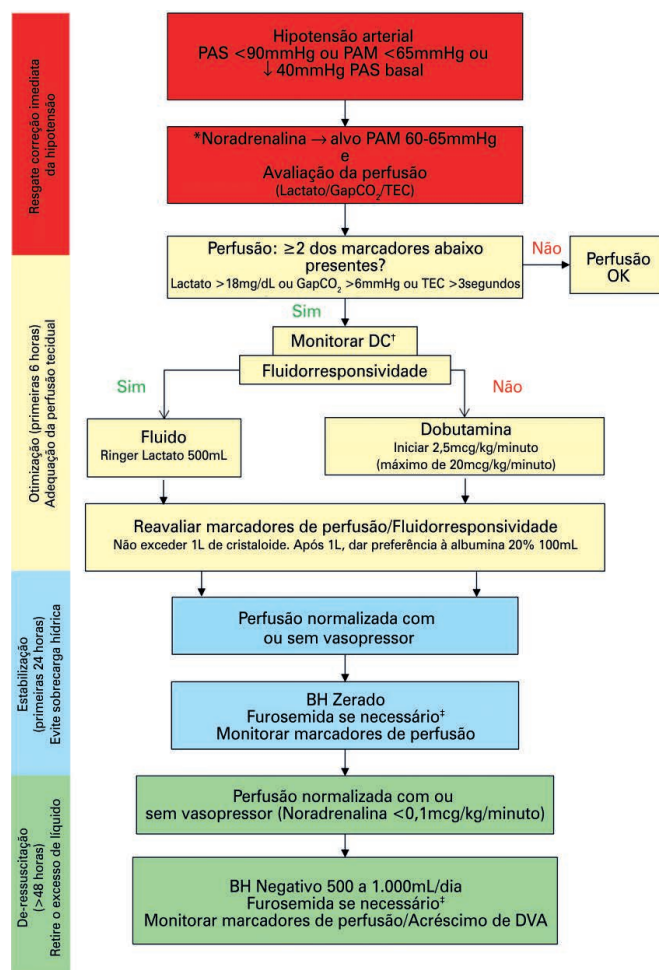 Resgate correção imediata
da hipotensão
Hipotensão arterial
PAS <90mmHg ou PAM <65mmHg ou
↓ 40mmHg PAS basal
*Noradrenalina → alvo PAM 60-65mmHg
e
Avaliação da perfusão
(Lactato/GapCO₂/TEC)
Otimização (primeiras 6 horas)
Adequação da perfusão tecidual
Perfusão: ≥2 dos marcadores abaixo
presentes?
Lactato >18mg/dL ou GapCO₂ >6mmHg ou TEC >3segundos
Não
Perfusão
OK
Sim
Monitorar DC†
Fluidorresponsividade
Sim
Não
Fluido
Ringer Lactato 500mL
Dobutamina
Iniciar 2,5mcg/kg/minuto
(máximo de 20mcg/kg/minuto)
Reavaliar marcadores de perfusão/Fluidorresponsividade
Não exceder 1L de cristaloide. Após 1L, dar preferência à albumina 20% 100mL
Estabilização
(primeiras 24 horas)
Evite sobrecarga hídrica
Perfusão normalizada com
ou sem vasopressor
BH Zerado
Furosemida se necessário‡
Monitorar marcadores de perfusão
De-ressuscitação
(>48 horas)
Retire o excesso de líquido
Perfusão normalizada com ou
sem vasopressor (Noradrenalina <0,1mcg/kg/minuto)
BH Negativo 500 a 1.000mL/dia
Furosemida se necessário‡
Monitorar marcadores de perfusão/Acréscimo de DVA